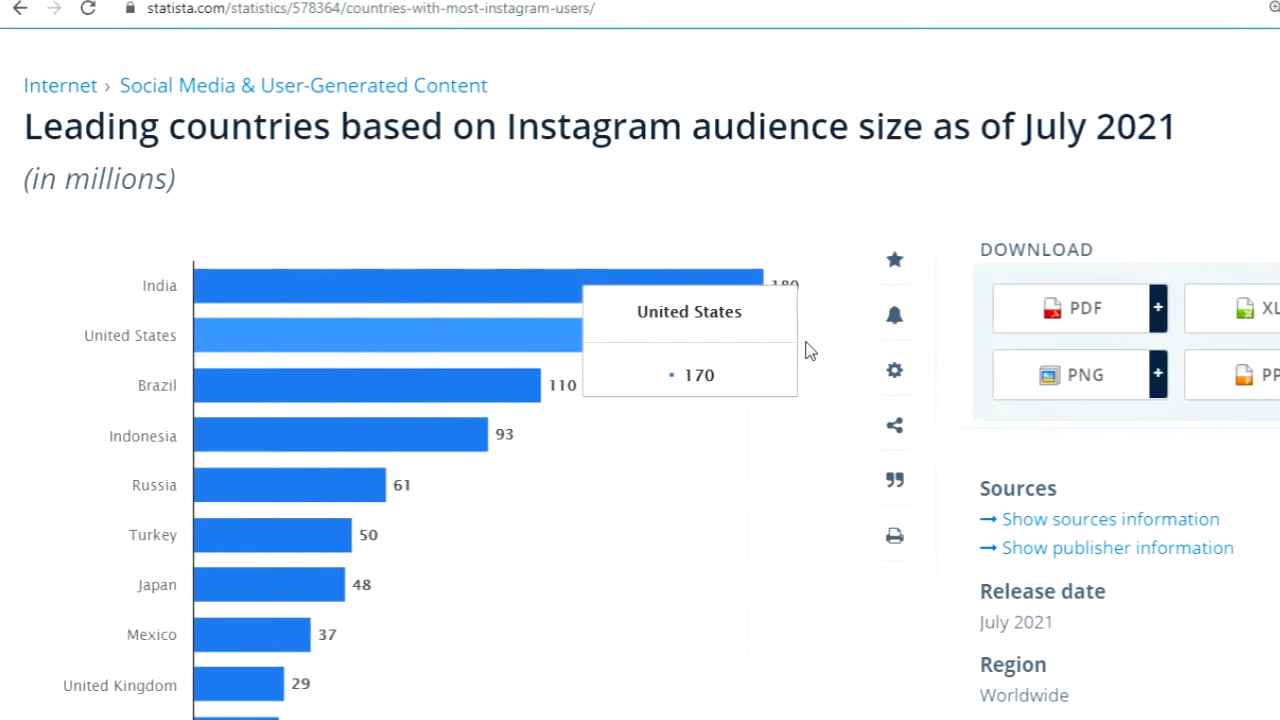 statista.com/statistics/578364/countries-with-most-instagram-users/
Internet › Social Media & User-Generated Content
Leading countries based on Instagram audience size as of July 2021
(in millions)
India 180
United States
United States
170
Brazil 110
Indonesia 93
Russia 61
Turkey 50
Japan 48
Mexico 37
United Kingdom 29
DOWNLOAD
PDF + XL
PNG + PP
Sources
→ Show sources information
→ Show publisher information
Release date
July 2021
Region
Worldwide